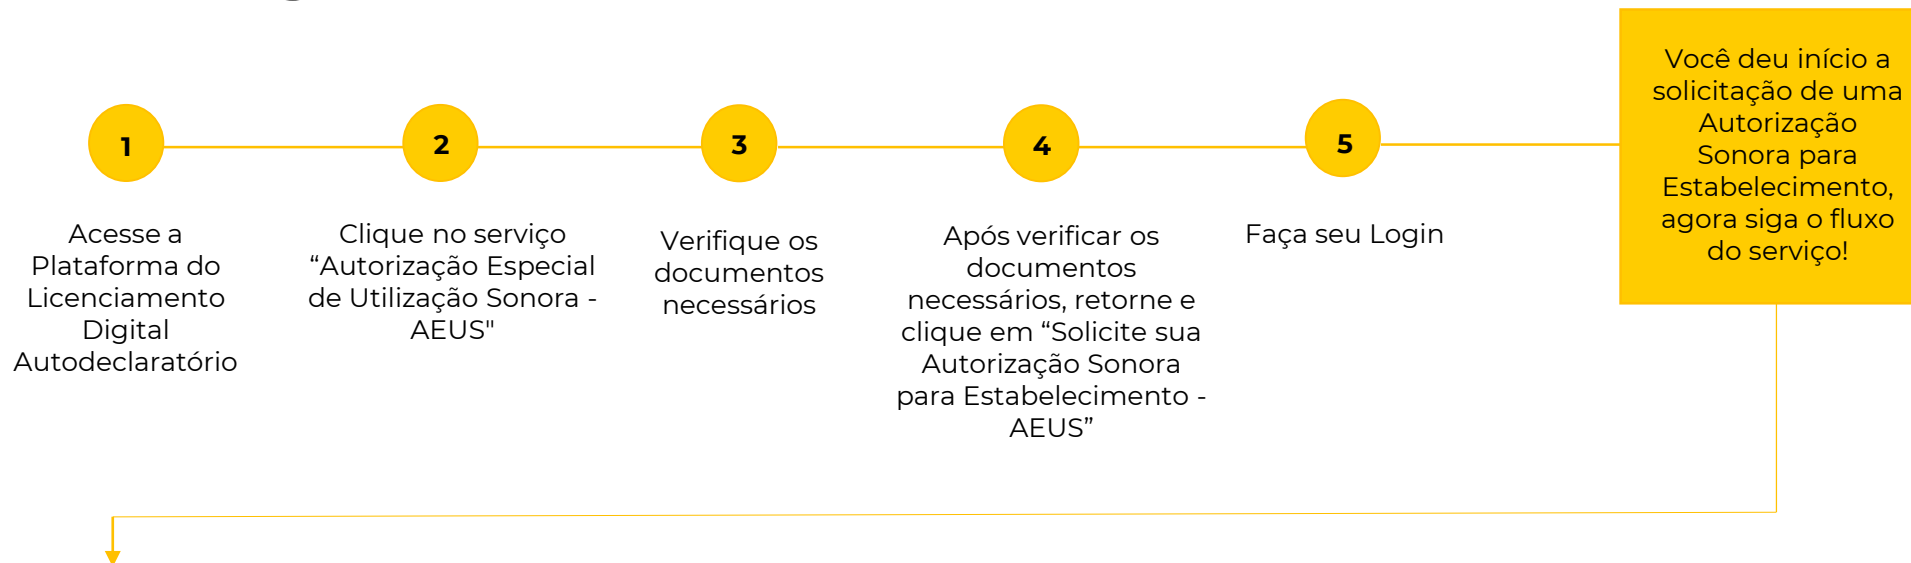 1
Acesse a
Plataforma do
Licenciamento
Digital
Autodeclaratório
2
Clique no serviço
“Autorização Especial
de Utilização Sonora -
AEUS"
3
Verifique os
documentos
necessários
4
Após verificar os
documentos
necessários, retorne e
clique em “Solicite sua
Autorização Sonora
para Estabelecimento -
AEUS”
5
Faça seu Login
Você deu início a
solicitação de uma
Autorização
Sonora para
Estabelecimento,
agora siga o fluxo
do serviço!